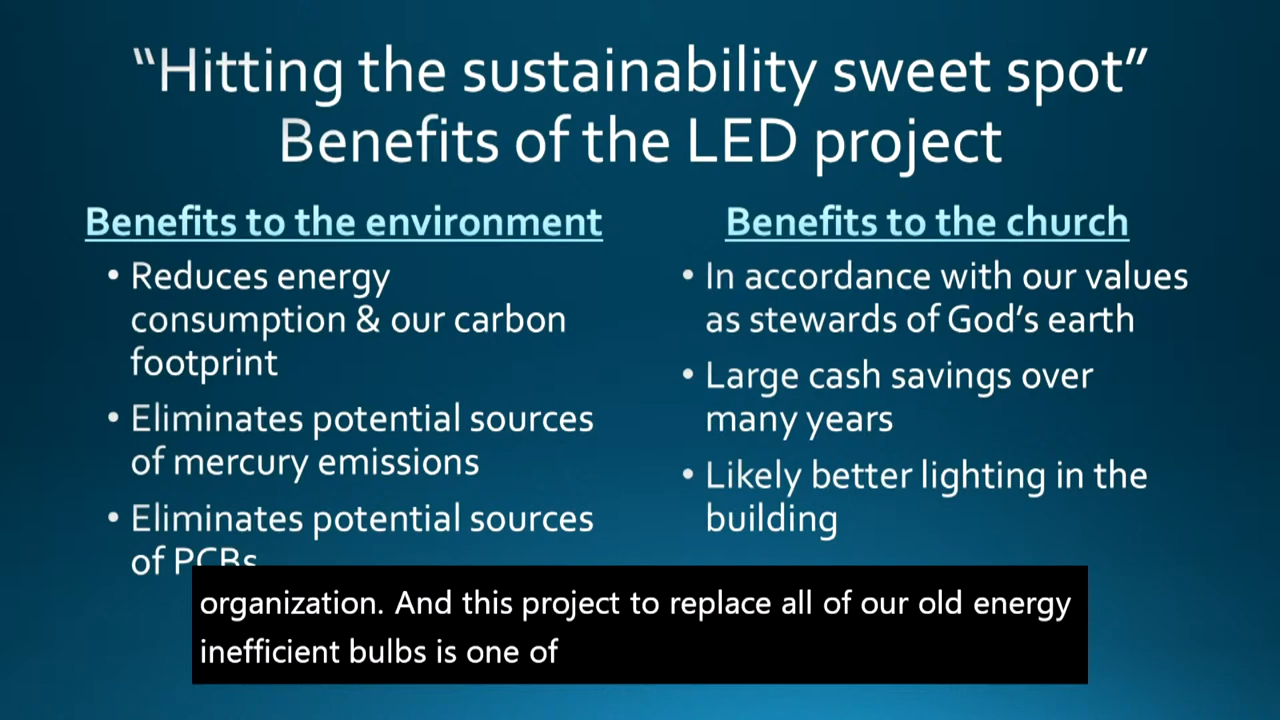 “Hitting the sustainability sweet spot”
Benefits of the LED project
Benefits to the environment
• Reduces energy
consumption & our carbon
footprint
• Eliminates potential sources
of mercury emissions
• Eliminates potential sources
of PCBs
Benefits to the church
• In accordance with our values
as stewards of God’s earth
• Large cash savings over
many years
• Likely better lighting in the
building
organization. And this project to replace all of our old energy
inefficient bulbs is one of